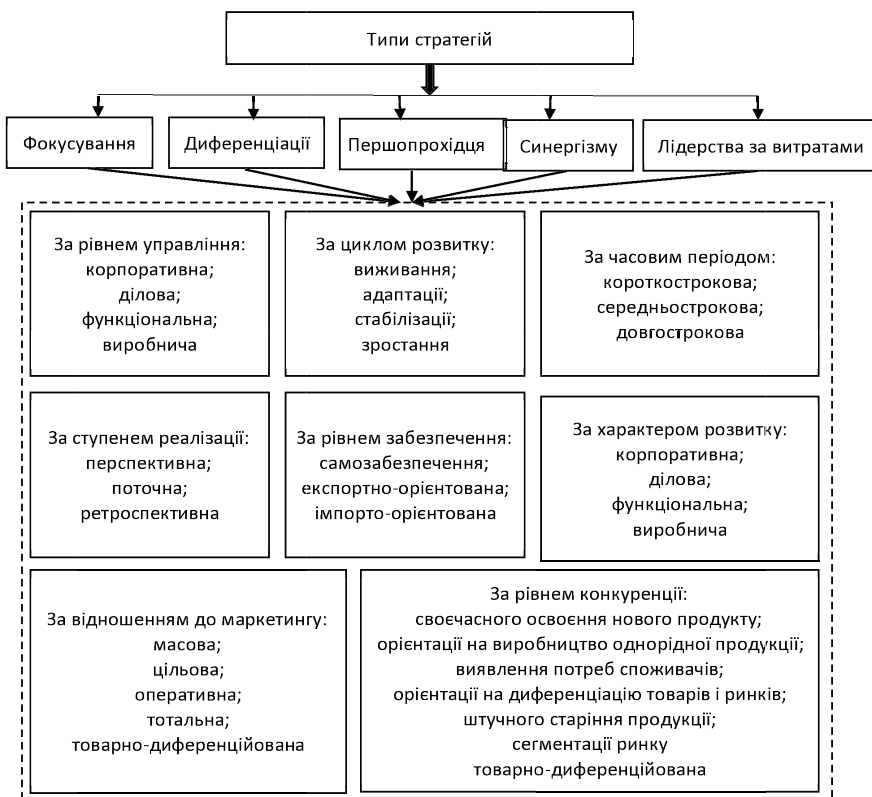 Типи стратегій
Фокусування
Диференціації
Першопрохідця
Синергізму
Лідерства за витратами
За рівнем управління:
корпоративна;
ділова;
функціональна;
виробнича
За циклом розвитку:
виживання;
адаптації;
стабілізації;
зростання
За часовим періодом:
короткострокова;
середньострокова;
довгострокова
За ступенем реалізації:
перспективна;
поточна;
ретроспективна
За рівнем забезпечення:
самозабезпечення;
експортно-орієнтована;
імпорто-орієнтована
За характером розвитку:
корпоративна;
ділова;
функціональна;
виробнича
За відношенням до маркетингу:
масова;
цільова;
оперативна;
тотальна;
товарно-диференційована
За рівнем конкуренції:
своєчасного освоєння нового продукту;
орієнтації на виробництво однорідної продукції;
виявлення потреб споживачів;
орієнтації на диференціацію товарів і ринків;
штучного старіння продукції;
сегментації ринку
товарно-диференційована